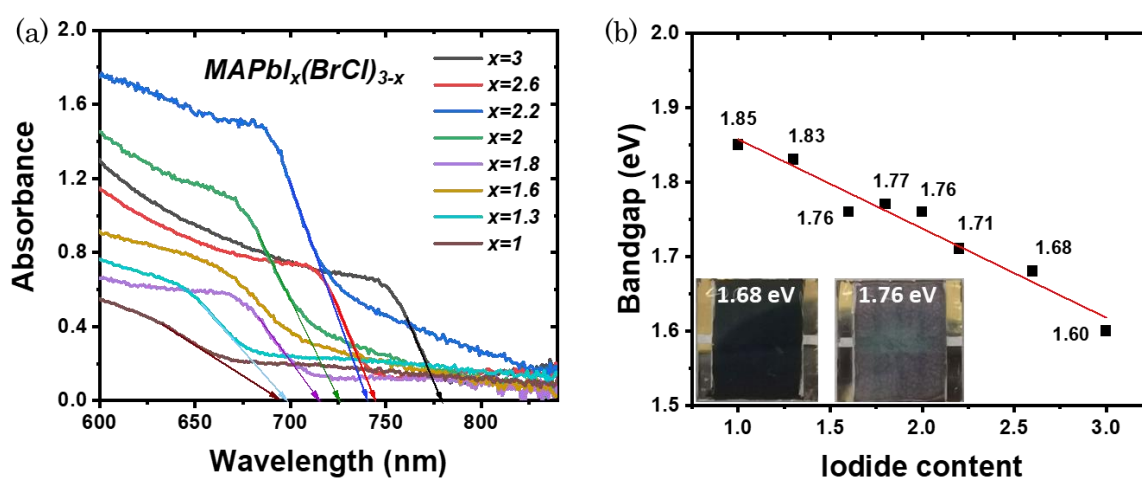 (a)
2.0
1.6
1.2
0.8
0.4
0.0
Absorbance
MAPbIₓ(BrCl)₃₋ₓ
x=3
x=2.6
x=2.2
x=2
x=1.8
x=1.6
x=1.3
x=1
600 650 700 750 800
Wavelength (nm)
(b)
2.0
1.9
1.8
1.7
1.6
1.5
Bandgap (eV)
1.85
1.83
1.76
1.77
1.76
1.71
1.68
1.60
1.68 eV
1.76 eV
1.0 1.5 2.0 2.5 3.0
Iodide content